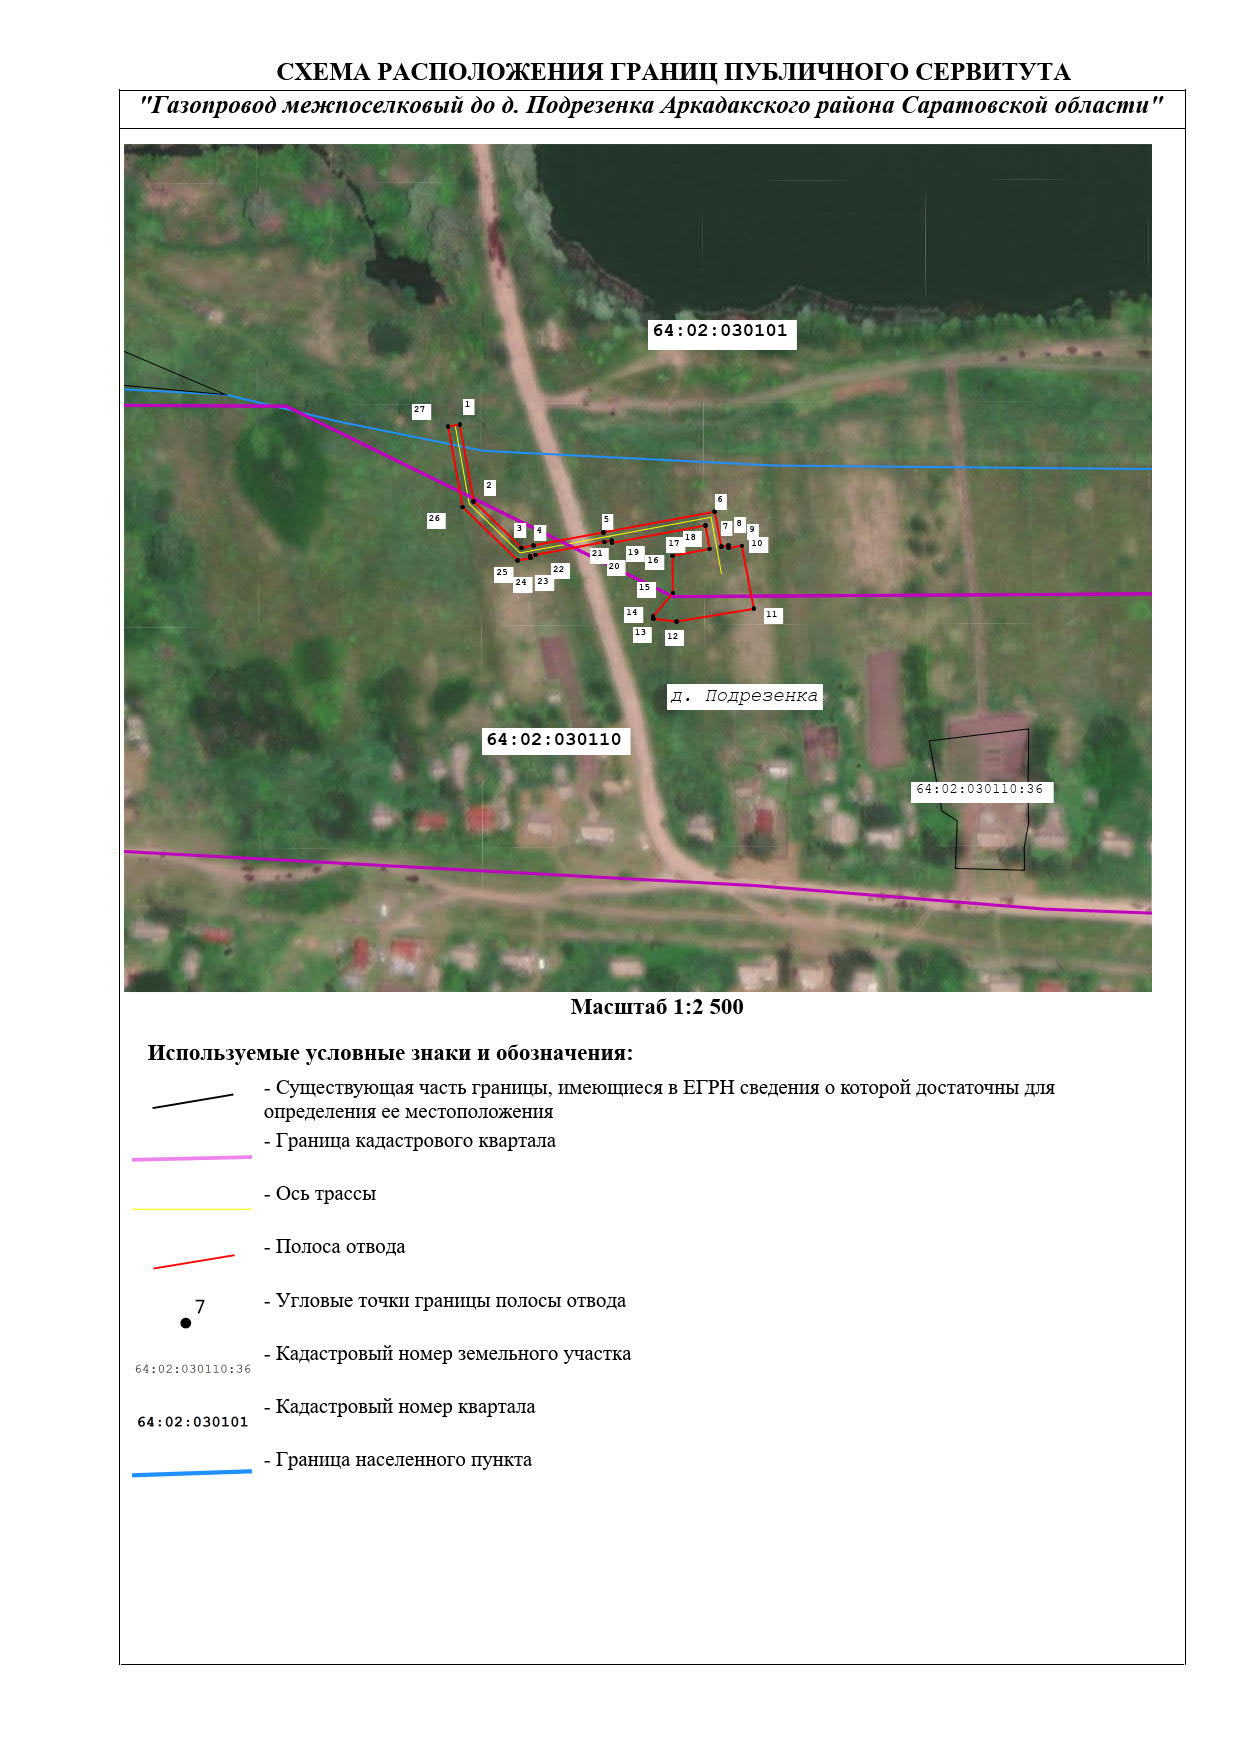 СХЕМА РАСПОЛОЖЕНИЯ ГРАНИЦ ПУБЛИЧНОГО СЕРВИТУТА
"Газопровод межпоселковый до д. Подрезенка Аркадакского района Саратовской области"
64:02:030101
27
1
2
26
6
5
3
4
7
8
9
10
17
18
21
19
16
20
25
24
23
22
15
14
11
13
12
д. Подрезенка
64:02:030110
64:02:030110:36
Масштаб 1:2 500
Используемые условные знаки и обозначения:
- Существующая часть границы, имеющиеся в ЕГРН сведения о которой достаточны для
определения ее местоположения
- Граница кадастрового квартала
- Ось трассы
- Полоса отвода
7
- Угловые точки границы полосы отвода
64:02:030110:36
- Кадастровый номер земельного участка
64:02:030101
- Кадастровый номер квартала
- Граница населенного пункта